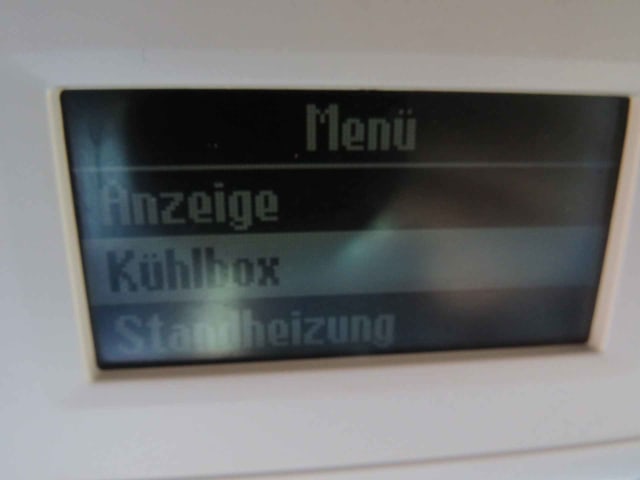 Menü
Anzeige
Kühlbox
Standheizung